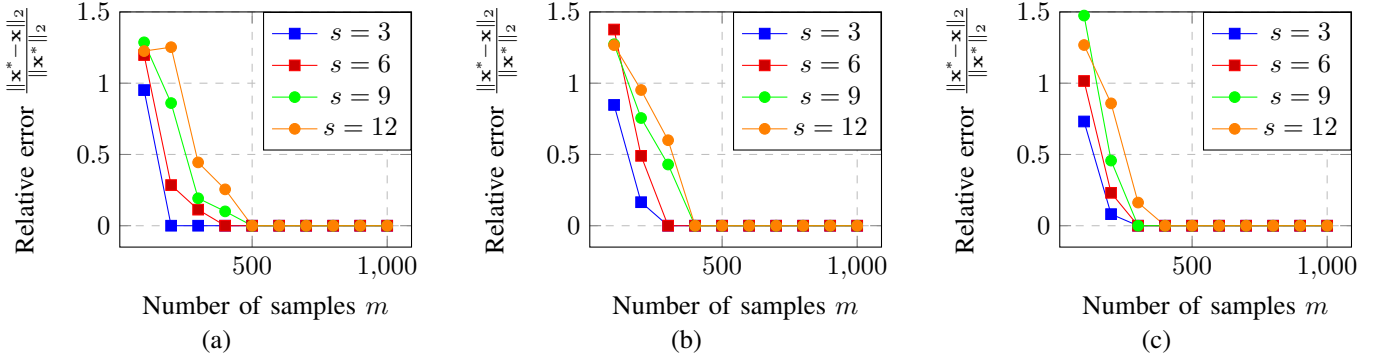 Relative error ‖x*−x‖₂ / ‖x*‖₂
1.5
1
0.5
0
500
1,000
s = 3
s = 6
s = 9
s = 12
Number of samples m
(a)
Relative error ‖x*−x‖₂ / ‖x*‖₂
1.5
1
0.5
0
500
1,000
s = 3
s = 6
s = 9
s = 12
Number of samples m
(b)
Relative error ‖x*−x‖₂ / ‖x*‖₂
1.5
1
0.5
0
500
1,000
s = 3
s = 6
s = 9
s = 12
Number of samples m
(c)